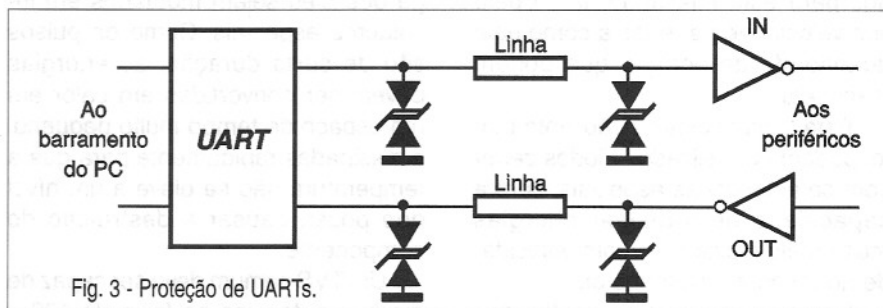 IN
Linha
Ao
barramento
do PC
UART
Aos
periféricos
Linha
OUT
Fig. 3 - Proteção de UARTs.